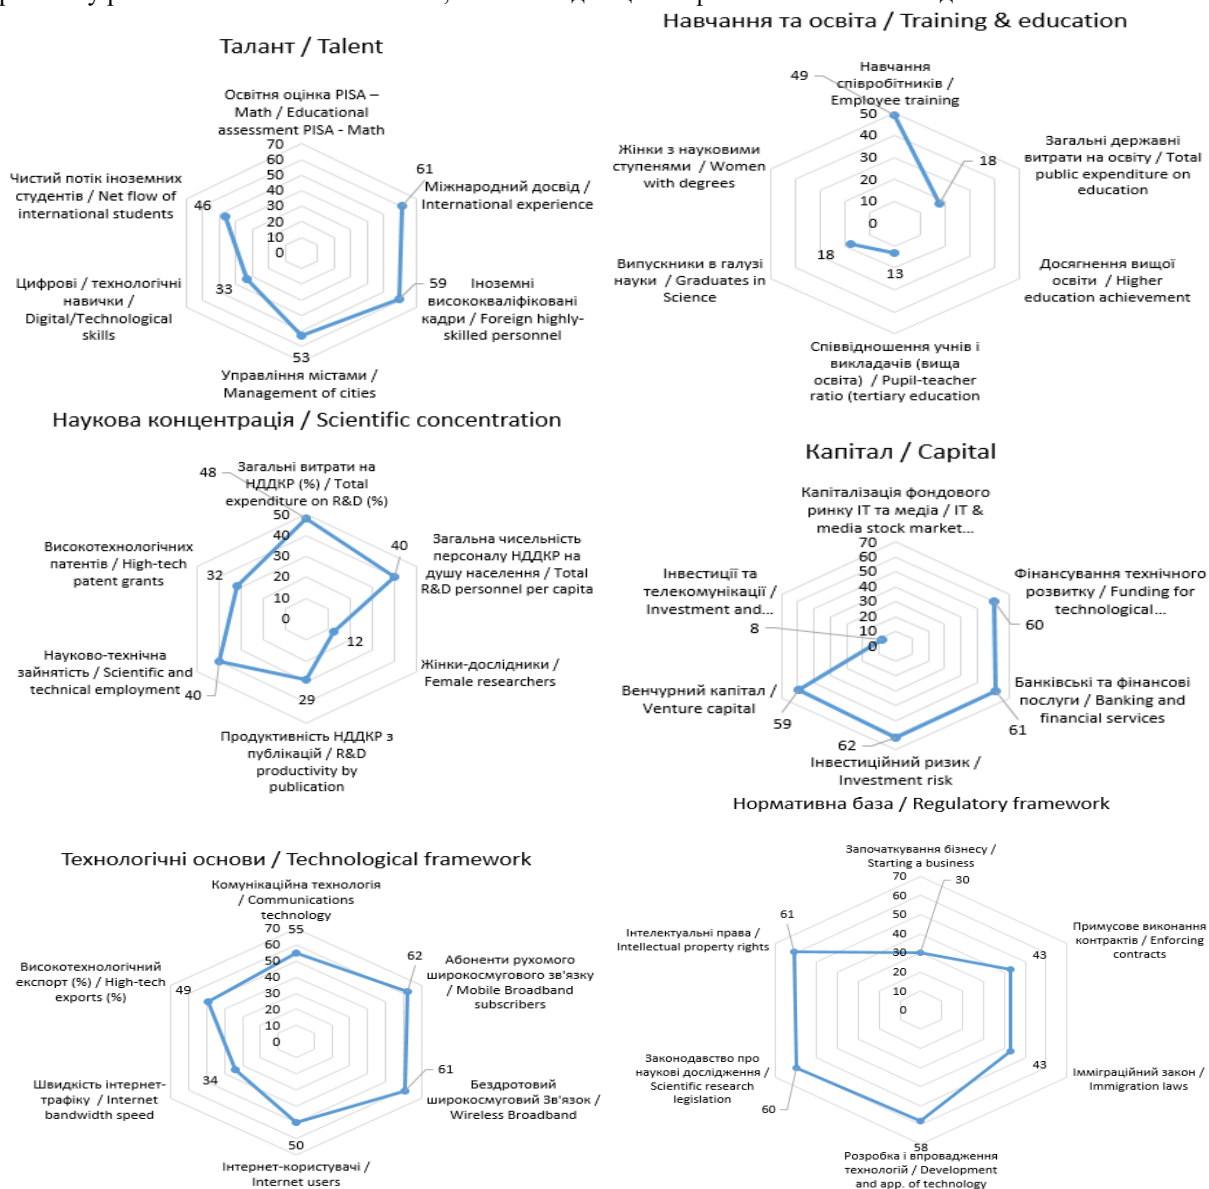 Навчання та освіта / Training & education
Талант / Talent
Освітня оцінка PISA –
Math / Educational
assessment PISA - Math
70
60
50
40
30
20
10
0
61
Міжнародний досвід /
International experience
59
Іноземні
висококваліфіковані
кадри / Foreign highly-
skilled personnel
53
Управління містами /
Management of cities
33
Цифрові / технологічні
навички /
Digital/Technological
skills
46
Чистий потік іноземних
студентів / Net flow of
international students
49
Навчання
співробітників /
Employee training
50
40
30
20
10
0
18
Загальні державні
витрати на освіту / Total
public expenditure on
education
Досягнення вищої
освіти / Higher
education achievement
13
Співвідношення учнів і
викладачів (вища
освіта) / Pupil-teacher
ratio (tertiary education
18
Випускники в галузі
науки / Graduates in
Science
Жінки з науковими
ступенями / Women
with degrees
Наукова концентрація / Scientific concentration
48
Загальні витрати на
НДДКР (%) / Total
expenditure on R&D (%)
50
40
30
20
10
0
40
Загальна чисельність
персоналу НДДКР на
душу населення / Total
R&D personnel per capita
12
Жінки-дослідники /
Female researchers
29
Продуктивність НДДКР з
публікацій / R&D
productivity by
publication
40
Науково-технічна
зайнятість / Scientific and
technical employment
32
Високотехнологічних
патентів / High-tech
patent grants
Капітал / Capital
Капіталізація фондового
ринку ІТ та медіа / IT &
media stock market...
70
60
50
40
30
20
10
0
Фінансування технічного
розвитку / Funding for
technological...
60
Банківські та фінансові
послуги / Banking and
financial services
61
62
Інвестиційний ризик /
Investment risk
Венчурний капітал /
Venture capital
59
Інвестиції та
телекомунікації /
Investment and...
8
Технологічні основи / Technological framework
Комунікаційна технологія
/ Communications
technology
55
70
60
50
40
30
20
10
0
62
Абоненти рухомого
широкосмугового зв'язку
/ Mobile Broadband
subscribers
61
Бездротовий
широкосмуговий Зв'язок /
Wireless Broadband
50
Інтернет-користувачі /
Internet users
34
Швидкість інтернет-
трафіку / Internet
bandwidth speed
49
Високотехнологічний
експорт (%) / High-tech
exports (%)
Нормативна база / Regulatory framework
Започаткування бізнесу /
Starting a business
30
70
60
50
40
30
20
10
0
Примусове виконання
контрактів / Enforcing
contracts
43
43
Імміграційний закон /
Immigration laws
58
Розробка і впровадження
технологій / Development
and app. of technology
Законодавство про
наукові дослідження /
Scientific research
legislation
60
61
Інтелектуальні права /
Intellectual property rights